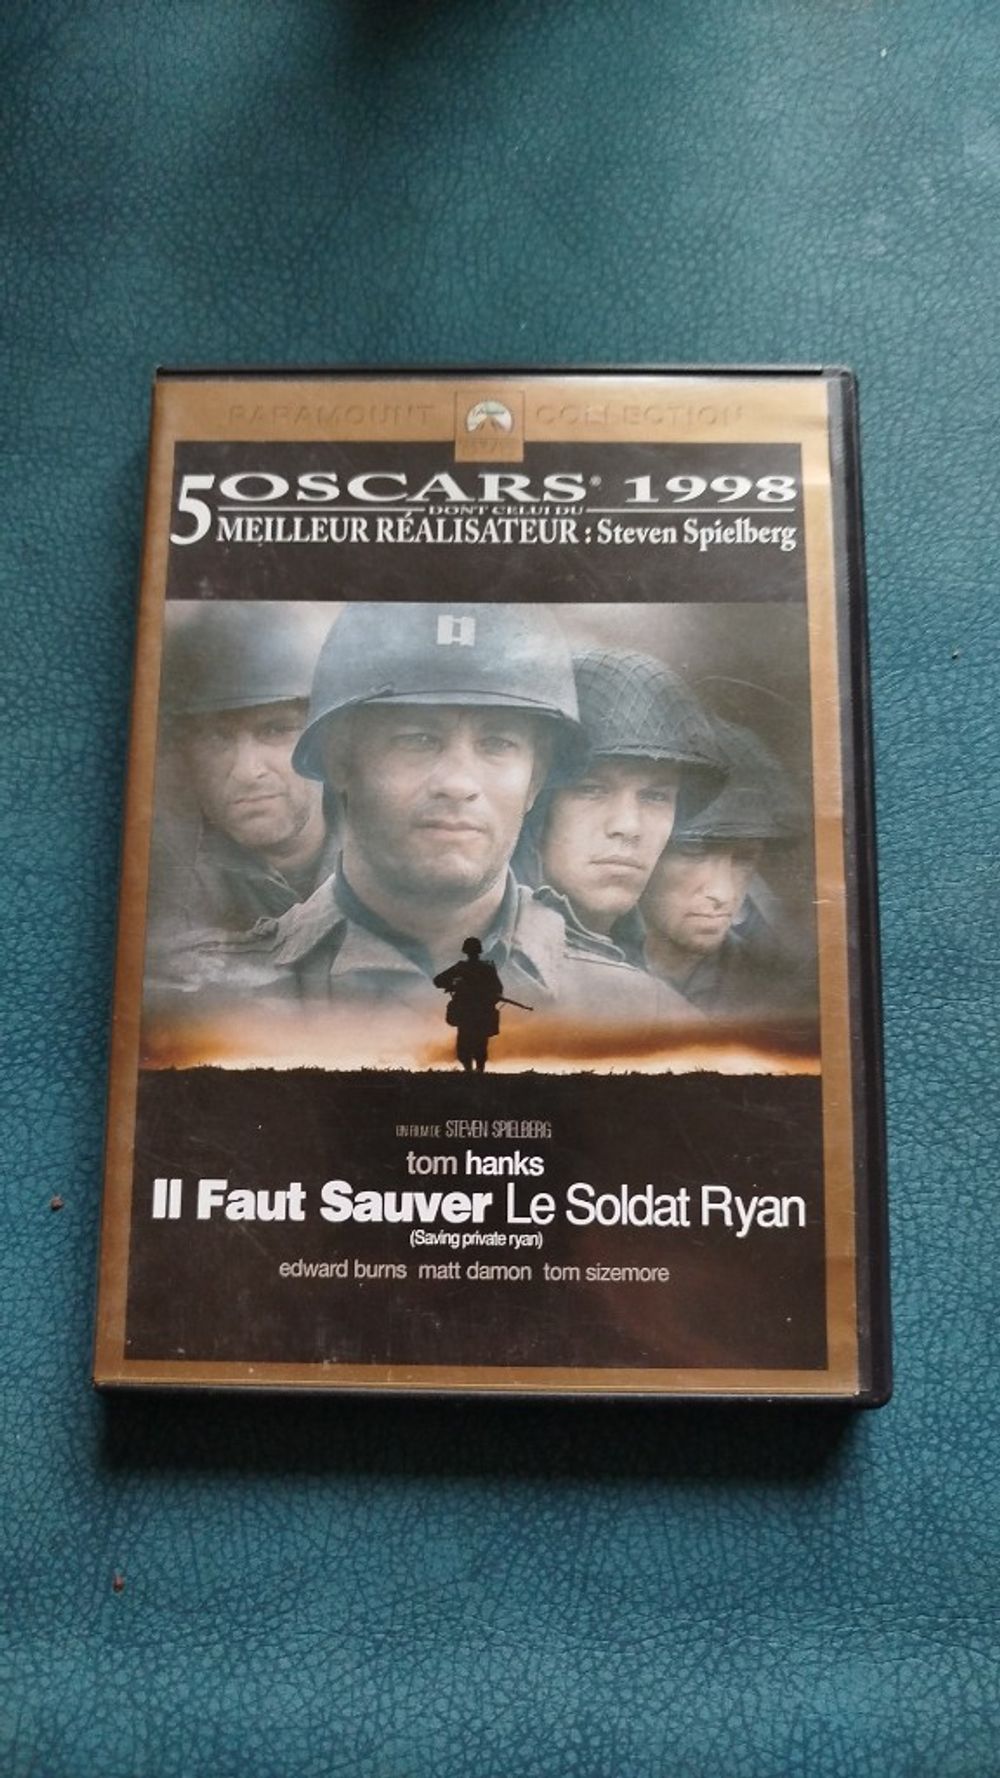 PARAMOUNT COLLECTION
5 OSCARS® 1998
DONT CELUI DU
MEILLEUR RÉALISATEUR : Steven Spielberg
UN FILM DE STEVEN SPIELBERG
tom hanks
Il Faut Sauver Le Soldat Ryan
(Saving private ryan)
edward burns matt damon tom sizemore